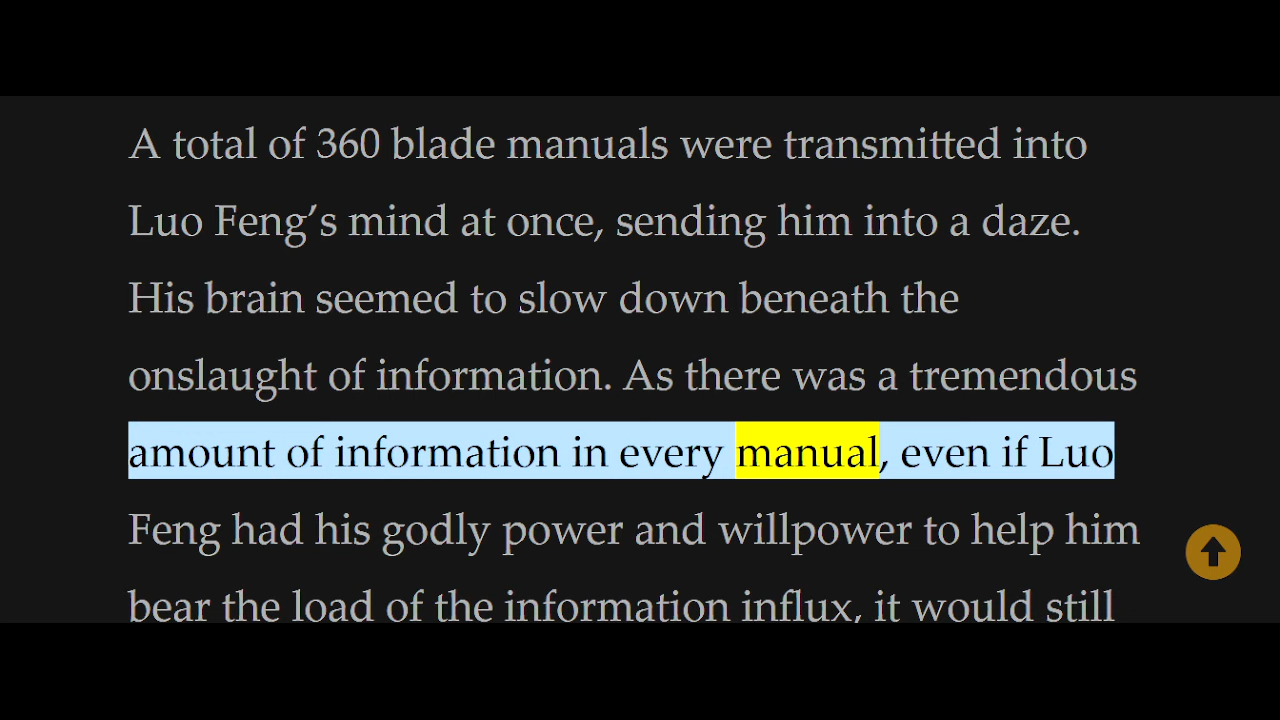 A total of 360 blade manuals were transmitted into
Luo Feng’s mind at once, sending him into a daze.
His brain seemed to slow down beneath the
onslaught of information. As there was a tremendous
amount of information in every manual, even if Luo
Feng had his godly power and willpower to help him
bear the load of the information influx, it would still